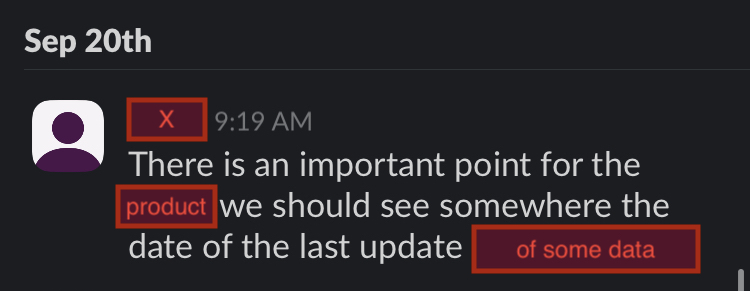 Sep 20th
X 9:19 AM
There is an important point for the
product we should see somewhere the
date of the last update of some data